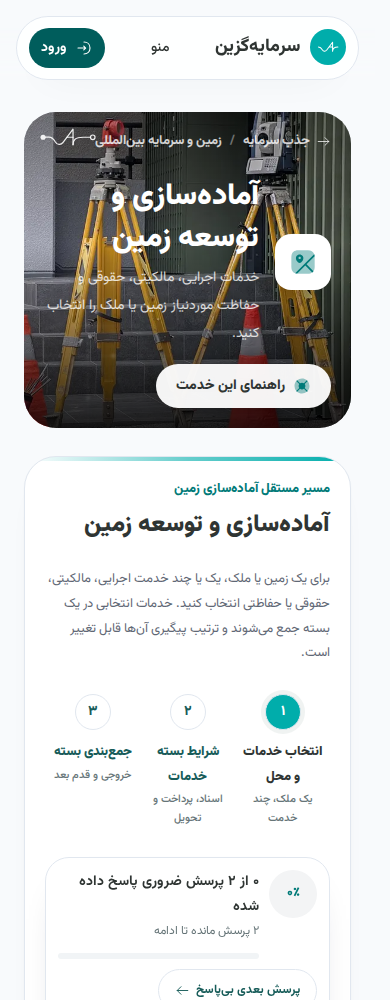 سرمایه‌گزین
منو
ورود
جذب سرمایه / زمین و سرمایه بین‌المللی
آماده‌سازی و
توسعه زمین
خدمات اجرایی، مالکیتی، حقوقی و
حفاظت موردنیاز زمین یا ملک را انتخاب
کنید.
راهنمای این خدمت
مسیر مستقل آماده‌سازی زمین
آماده‌سازی و توسعه زمین
برای یک زمین یا ملک، یک یا چند خدمت اجرایی، مالکیتی،
حقوقی یا حفاظتی انتخاب کنید. خدمات انتخابی در یک
بسته جمع می‌شوند و ترتیب پیگیری آن‌ها قابل تغییر
است.
۱
انتخاب خدمات
و محل
یک ملک، چند
خدمت
۲
شرایط بسته
خدمات
اسناد، پرداخت و
تحویل
۳
جمع‌بندی بسته
خروجی و قدم بعد
۰٪
۰ از ۲ پرسش ضروری پاسخ داده
شده
۲ پرسش مانده تا ادامه
پرسش بعدی بی‌پاسخ